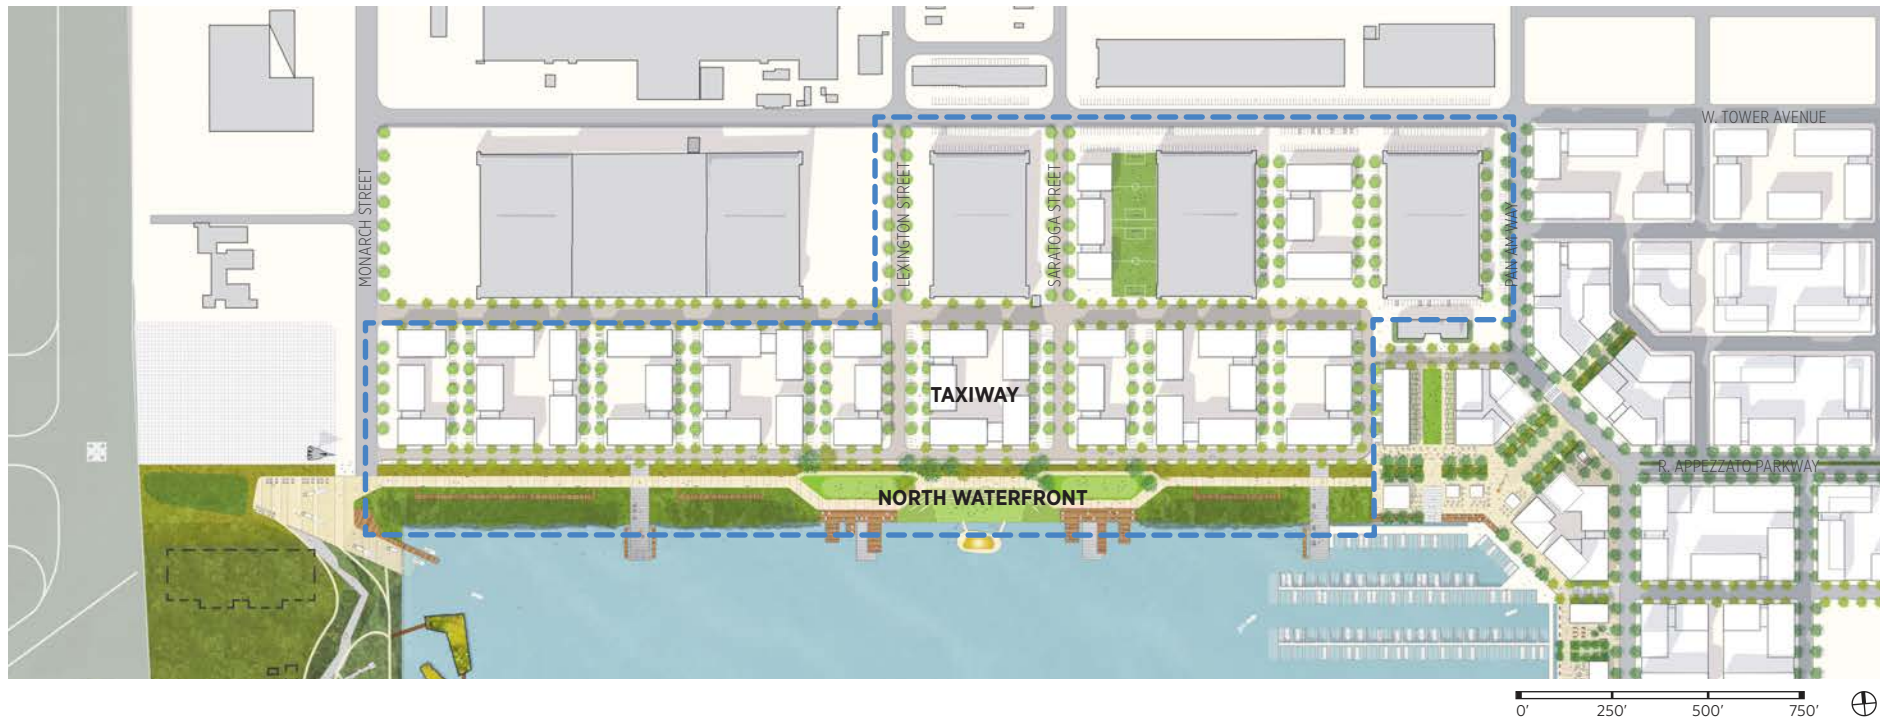 W. TOWER AVENUE
MONARCH STREET
LEXINGTON STREET
SARATOGA STREET
PAN AM WAY
TAXIWAY
R. APPEZZATO PARKWAY
NORTH WATERFRONT
0' 250' 500' 750'